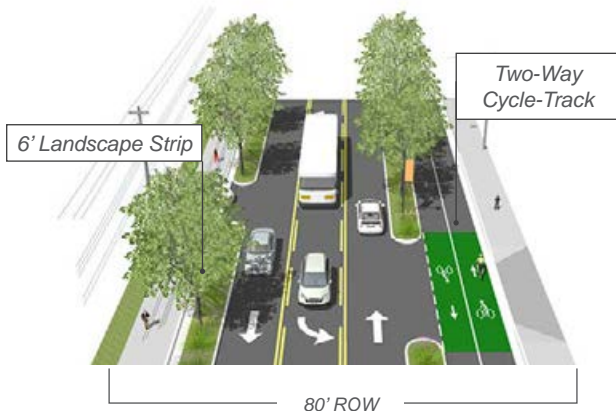 Two-Way
Cycle-Track
6’ Landscape Strip
80’ ROW